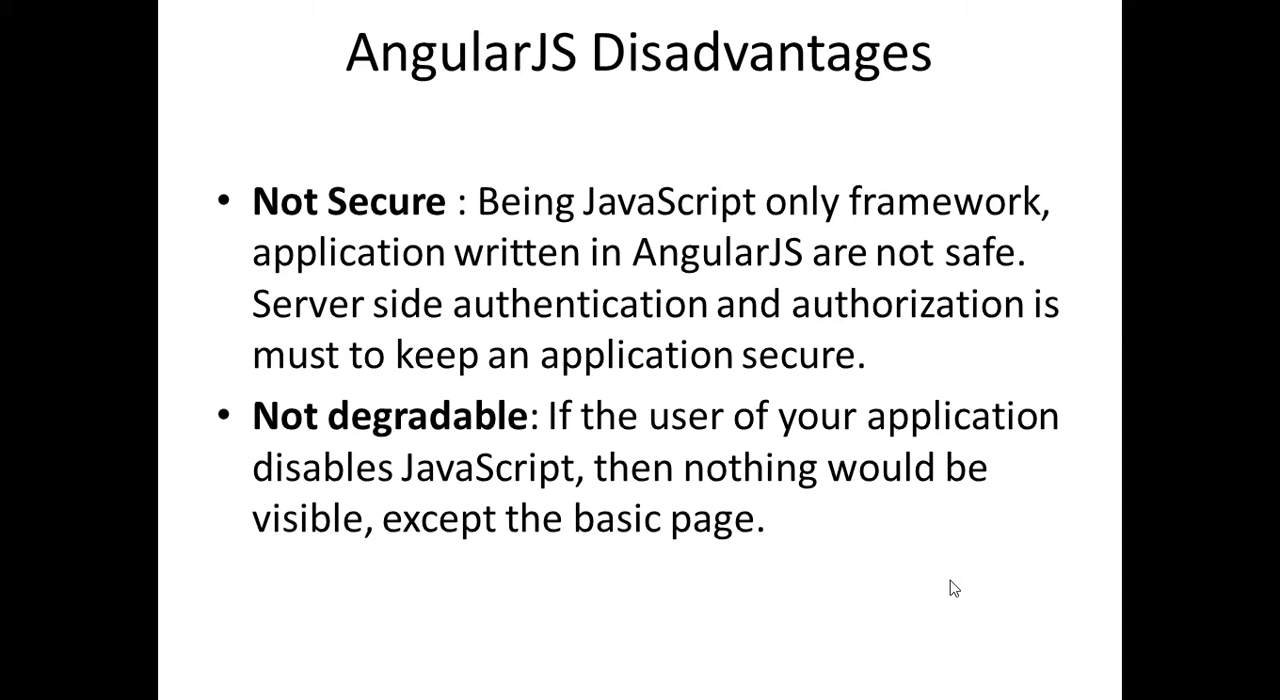 AngularJS Disadvantages
• Not Secure : Being JavaScript only framework,
application written in AngularJS are not safe.
Server side authentication and authorization is
must to keep an application secure.
• Not degradable: If the user of your application
disables JavaScript, then nothing would be
visible, except the basic page.